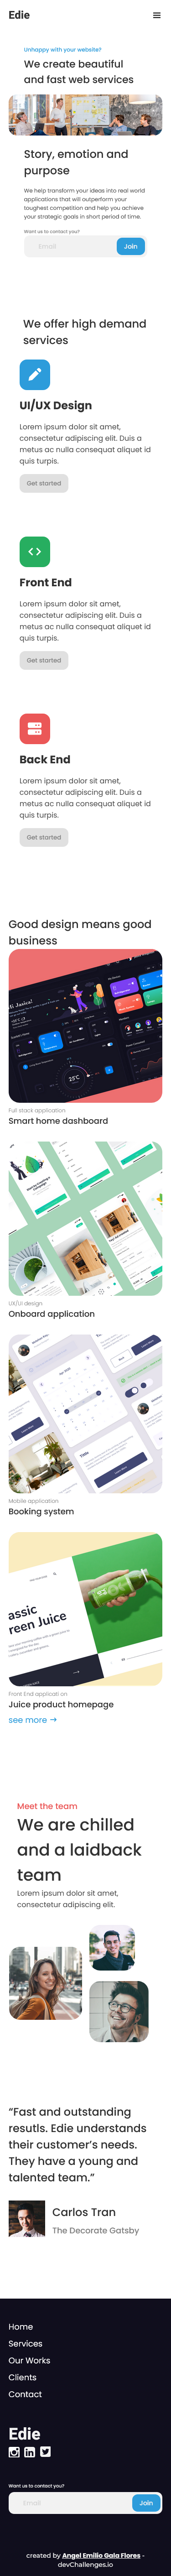 Edie
Unhappy with your website?
We create beautiful
and fast web services
Story, emotion and
purpose
We help transform your ideas into real world
applications that will outperform your
toughest competition and help you achieve
your strategic goals in short period of time.
Want us to contact you?
Email
Join
We offer high demand
services
UI/UX Design
Lorem ipsum dolor sit amet,
consectetur adipiscing elit. Duis a
metus ac nulla consequat aliquet id
quis turpis.
Get started
Front End
Lorem ipsum dolor sit amet,
consectetur adipiscing elit. Duis a
metus ac nulla consequat aliquet id
quis turpis.
Get started
Back End
Lorem ipsum dolor sit amet,
consectetur adipiscing elit. Duis a
metus ac nulla consequat aliquet id
quis turpis.
Get started
Good design means good
business
25°C
Full stack application
Smart home dashboard
UX/UI design
Onboard application
Mobile application
Booking system
assic
reen Juice
Front End application
Juice product homepage
see more →
Meet the team
We are chilled
and a laidback
team
Lorem ipsum dolor sit amet,
consectetur adipiscing elit.
“Fast and outstanding
resutls. Edie understands
their customer’s needs.
They have a young and
talented team.”
Carlos Tran
The Decorate Gatsby
Home
Services
Our Works
Clients
Contact
Edie
Want us to contact you?
Email
Join
created by Angel Emilio Gala Flores -
devChallenges.io